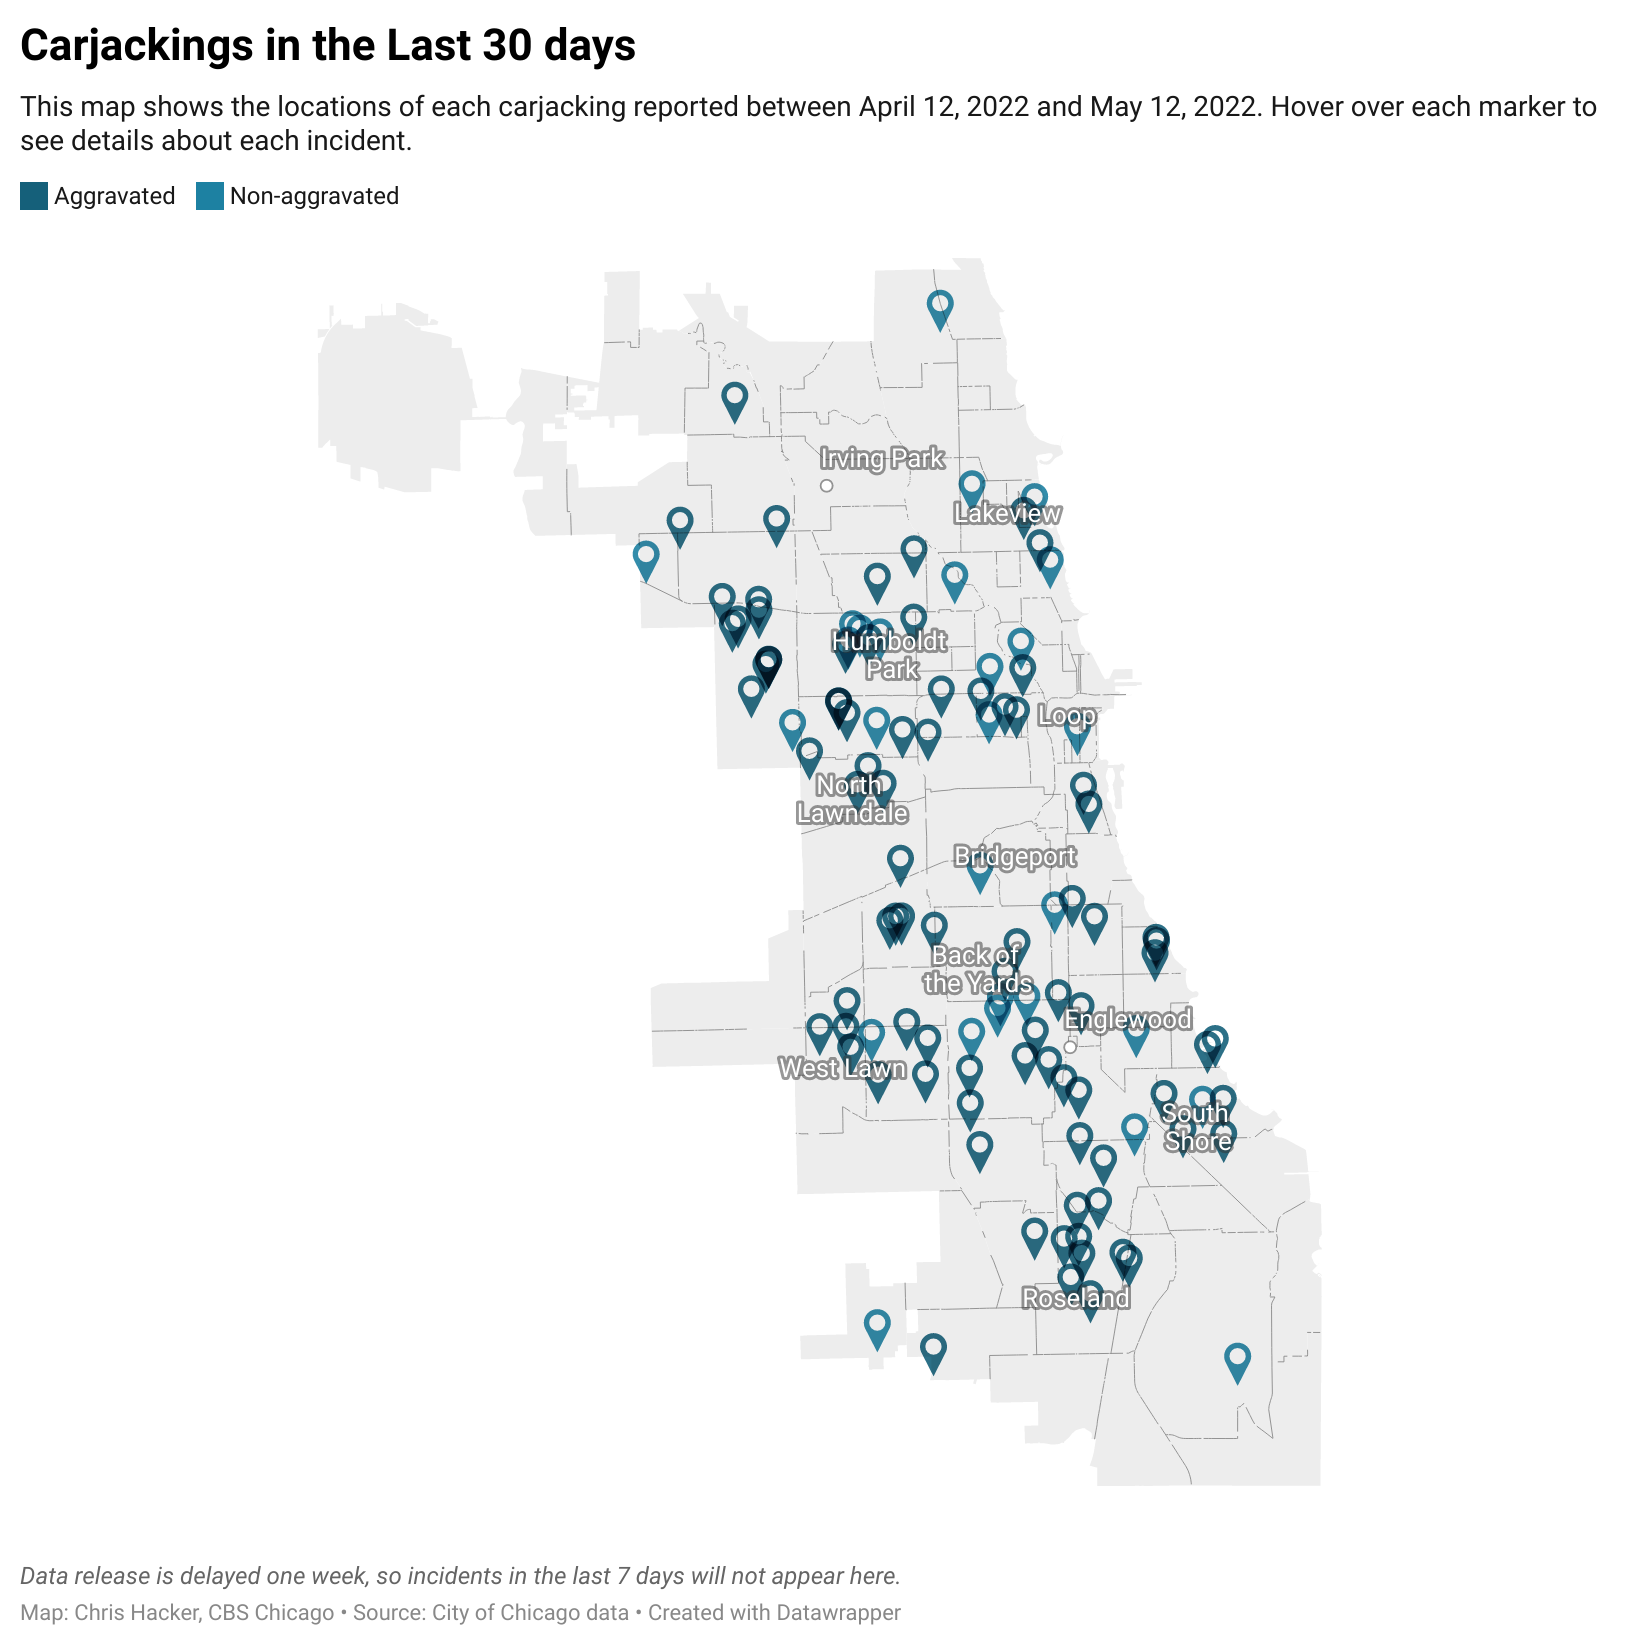 Carjackings in the Last 30 days
This map shows the locations of each carjacking reported between April 12, 2022 and May 12, 2022. Hover over each marker to
see details about each incident.
Aggravated
Non-aggravated
Irving Park
Lakeview
Humboldt
Park
Loop
North
Lawndale
Bridgeport
Back of
the Yards
Englewood
West Lawn
South
Shore
Roseland
Data release is delayed one week, so incidents in the last 7 days will not appear here.
Map: Chris Hacker, CBS Chicago • Source: City of Chicago data • Created with Datawrapper